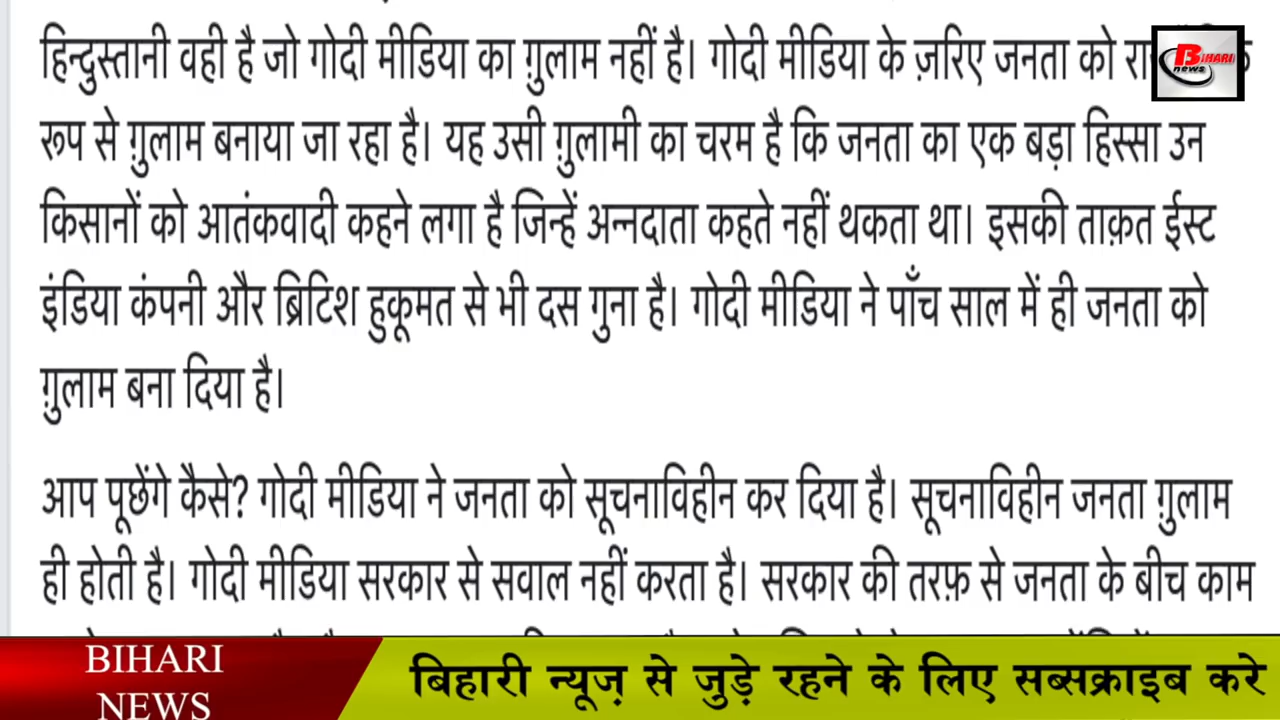 हिन्दुस्तानी वही है जो गोदी मीडिया का ग़ुलाम नहीं है। गोदी मीडिया के ज़रिए जनता को
रूप से ग़ुलाम बनाया जा रहा है। यह उसी ग़ुलामी का चरम है कि जनता का एक बड़ा हिस्सा उन
किसानों को आतंकवादी कहने लगा है जिन्हें अन्नदाता कहते नहीं थकता था। इसकी ताक़त ईस्ट
इंडिया कंपनी और ब्रिटिश हुकूमत से भी दस गुना है। गोदी मीडिया ने पाँच साल में ही जनता को
ग़ुलाम बना दिया है।
आप पूछेंगे कैसे? गोदी मीडिया ने जनता को सूचनाविहीन कर दिया है। सूचनाविहीन जनता ग़ुलाम
ही होती है। गोदी मीडिया सरकार से सवाल नहीं करता है। सरकार की तरफ़ से जनता के बीच काम
BIHARI
news
BIHARI
NEWS
बिहारी न्यूज़ से जुड़े रहने के लिए सब्सक्राइब करे